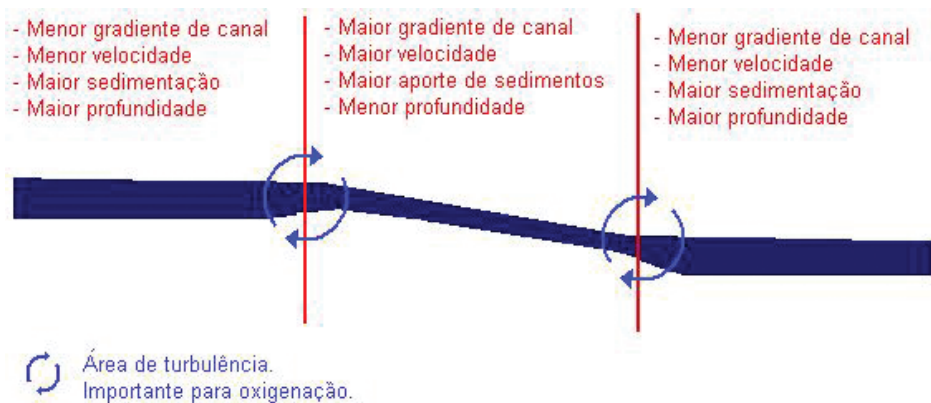 - Menor gradiente de canal
- Menor velocidade
- Maior sedimentação
- Maior profundidade
- Maior gradiente de canal
- Maior velocidade
- Maior aporte de sedimentos
- Menor profundidade
- Menor gradiente de canal
- Menor velocidade
- Maior sedimentação
- Maior profundidade
Área de turbulência.
Importante para oxigenação.